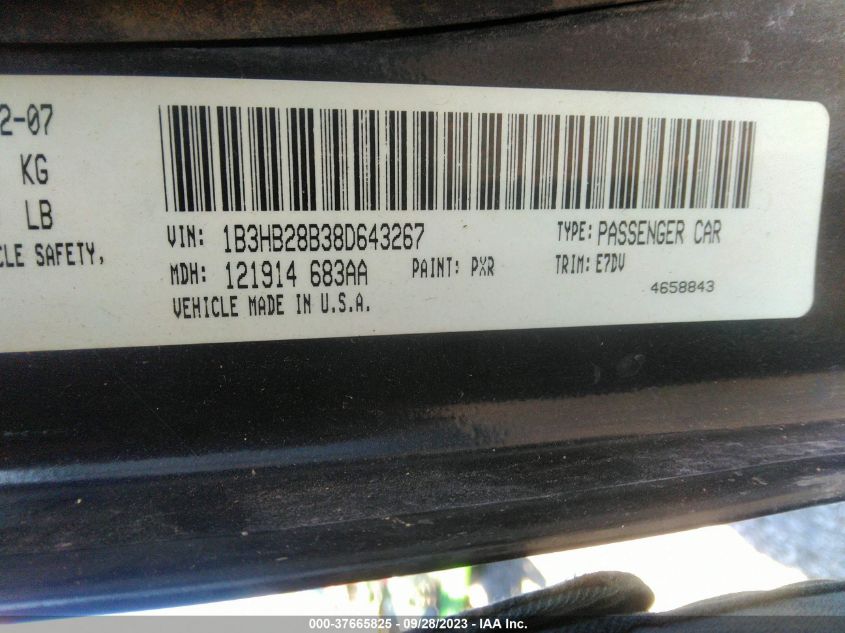 2-07
KG
LB
CLE SAFETY,
VIN: 1B3HB28B38D643267
TYPE: PASSENGER CAR
MDH: 121914 683AA
PAINT: PXR
TRIM: E7DV
VEHICLE MADE IN U.S.A.
4658843
000-37665825 - 09/28/2023 - IAA Inc.